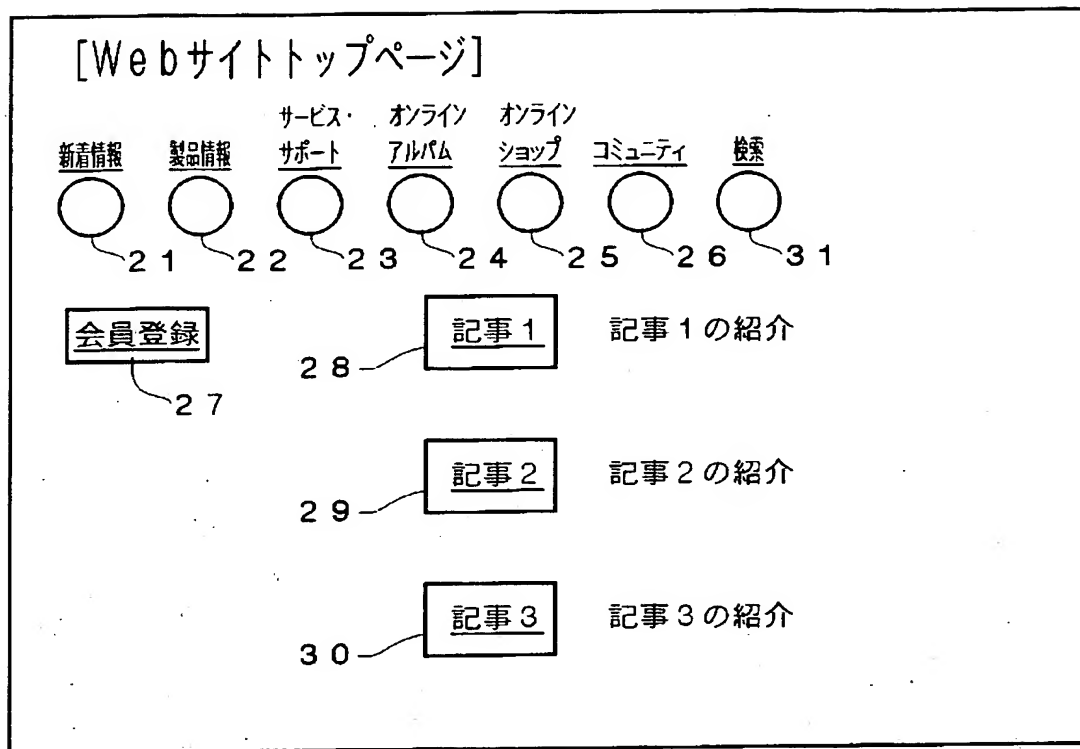 [Webサイトトップページ]
サービス・ オンライン オンライン
新着情報 製品情報 サポート アルバム ショップ コミュニティ 検索
21 22 23 24 25 26 31
会員登録 記事1 記事1の紹介
28
27
記事2 記事2の紹介
29
記事3 記事3の紹介
30